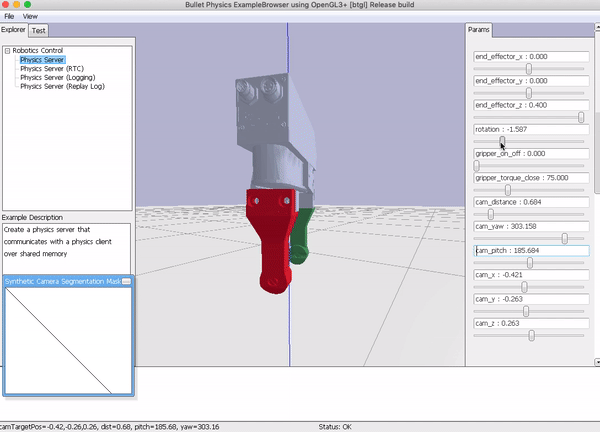 Bullet Physics ExampleBrowser using OpenGL3+ [btgl] Release build
File View
Explorer Test
Params
Robotics Control
Physics Server
Physics Server (RTC)
Physics Server (Logging)
Physics Server (Replay Log)
end_effector_x : 0.000
end_effector_y : 0.000
end_effector_z : 0.400
rotation : -1.587
gripper_on_off : 0.000
gripper_torque_close : 75.000
cam_distance : 0.684
cam_yaw : 303.158
cam_pitch : 185.684
cam_x : -0.421
cam_y : -0.263
cam_z : 0.263
Example Description
Create a physics server that
communicates with a physics client
over shared memory
Synthetic Camera Segmentation Mask
camTargetPos=-0.42,-0.26,0.26, dist=0.68, pitch=185.68, yaw=303.16
Status: OK